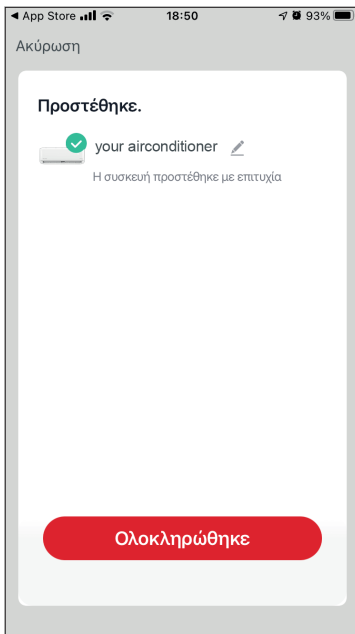 App Store 18:50 93%
Ακύρωση
Προστέθηκε.
your airconditioner
Η συσκευή προστέθηκε με επιτυχία
Ολοκληρώθηκε